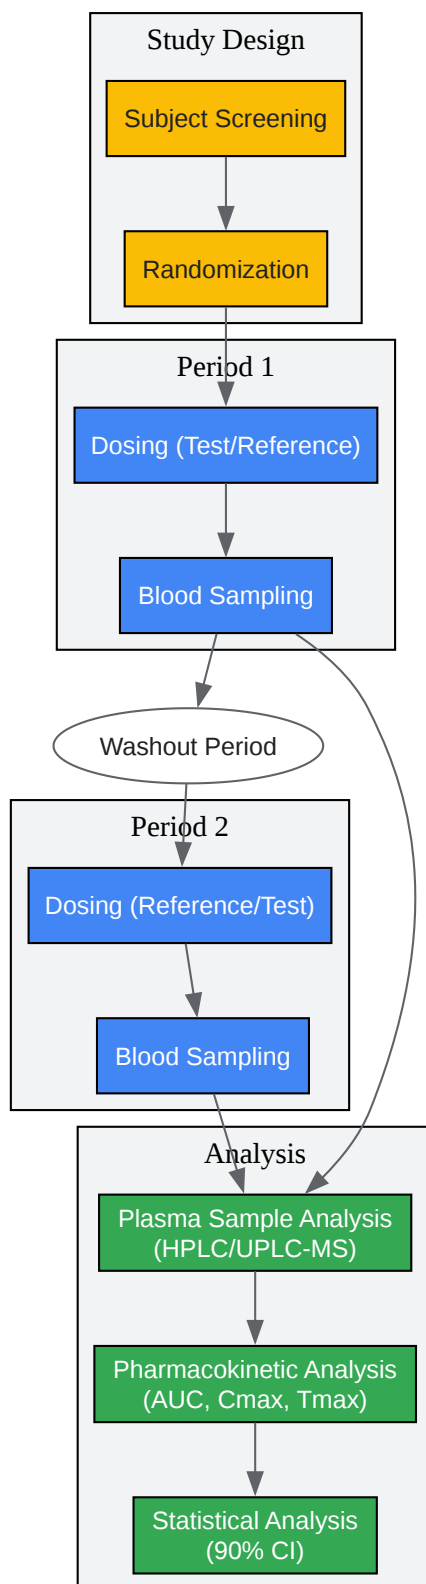 Study Design
Subject Screening
Randomization
Period 1
Dosing (Test/Reference)
Blood Sampling
Washout Period
Period 2
Dosing (Reference/Test)
Blood Sampling
Analysis
Plasma Sample Analysis
(HPLC/UPLC-MS)
Pharmacokinetic Analysis
(AUC, Cmax, Tmax)
Statistical Analysis
(90% CI)